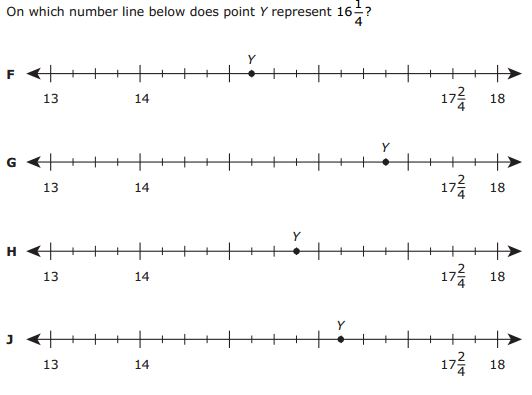 On which number line below does point Y represent 16 1/4?
Y
F
13 14 17 2/4 18
Y
G
13 14 17 2/4 18
Y
H
13 14 17 2/4 18
Y
J
13 14 17 2/4 18